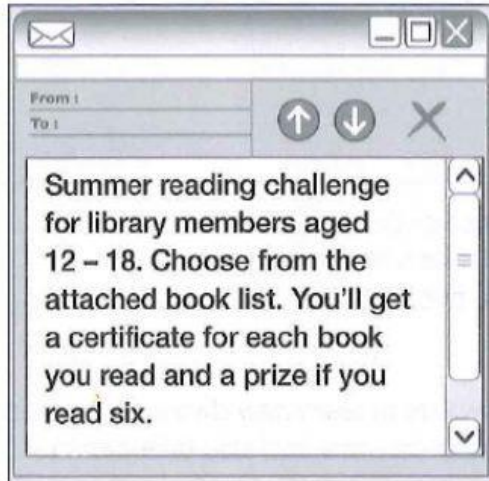 From :
To :
Summer reading challenge
for library members aged
12 – 18. Choose from the
attached book list. You'll get
a certificate for each book
you read and a prize if you
read six.